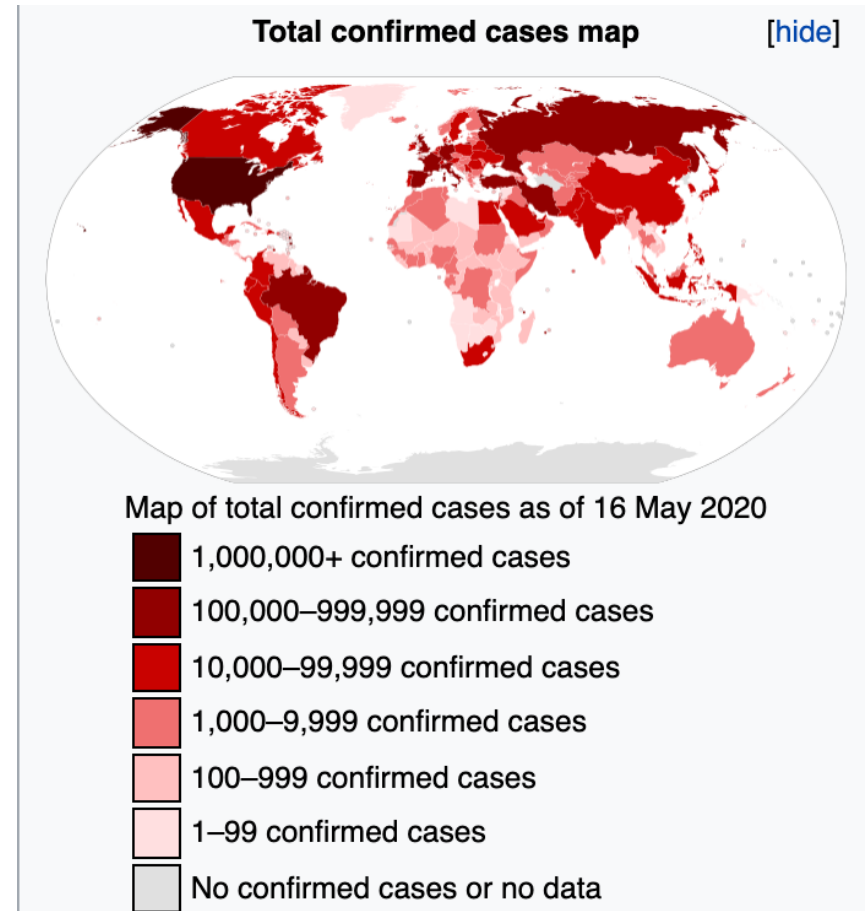 Total confirmed cases map [hide]
Map of total confirmed cases as of 16 May 2020
1,000,000+ confirmed cases
100,000–999,999 confirmed cases
10,000–99,999 confirmed cases
1,000–9,999 confirmed cases
100–999 confirmed cases
1–99 confirmed cases
No confirmed cases or no data